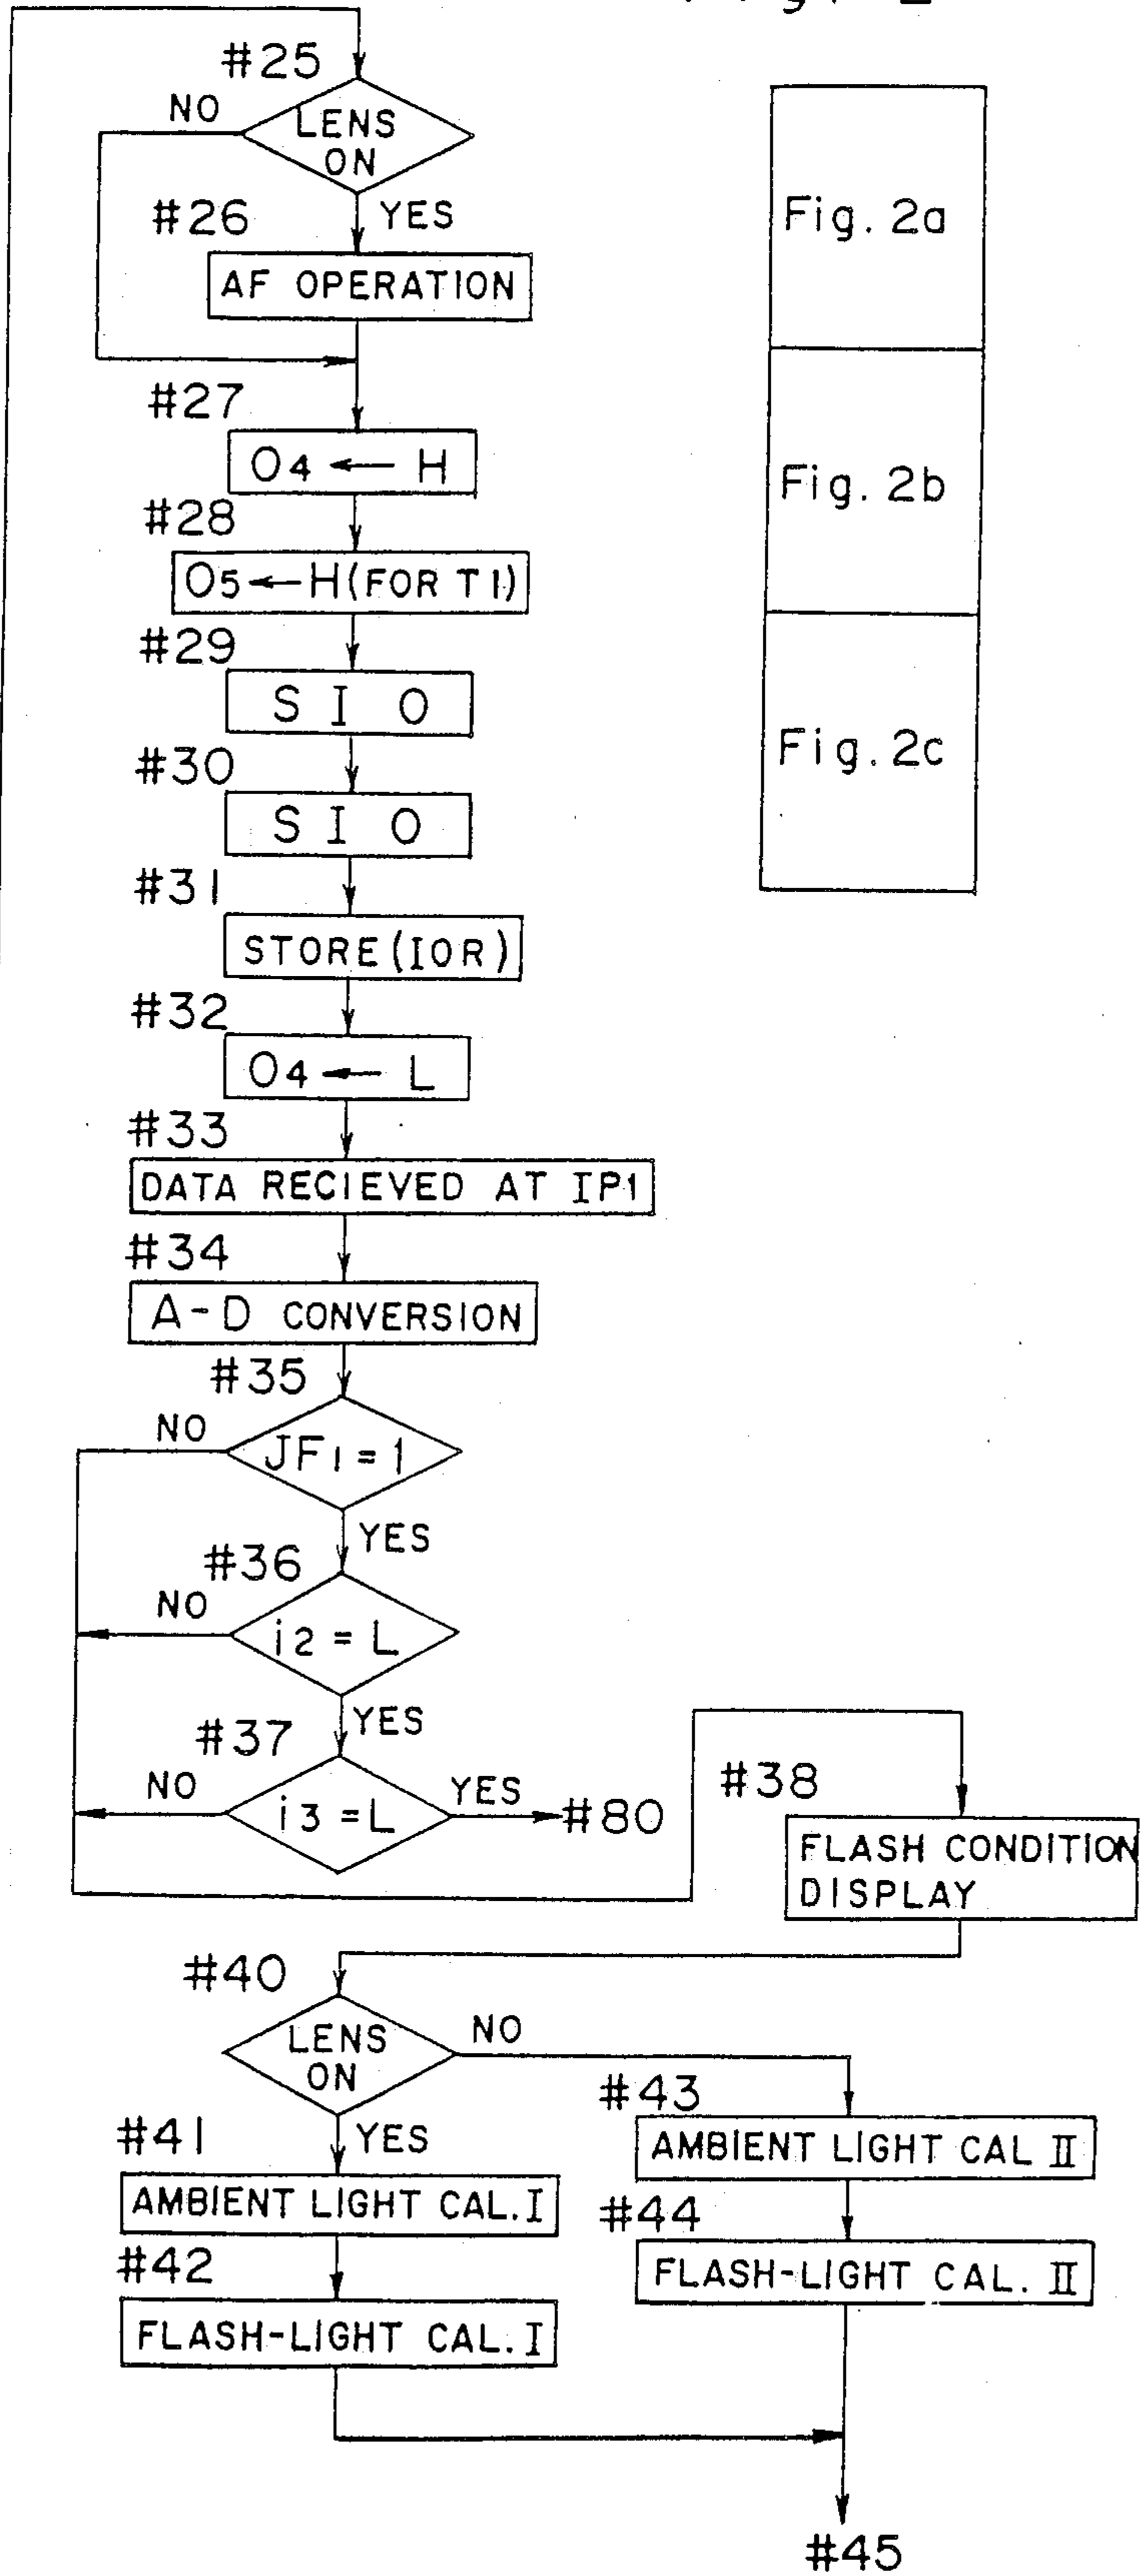 #25
NO
LENS
ON
#26
YES
AF OPERATION
#27
O4 ← H
#28
O5 ← H (FOR T1)
#29
S I O
#30
S I O
#31
STORE (IOR)
#32
O4 ← L
#33
DATA RECIEVED AT IP1
#34
A-D CONVERSION
#35
NO
JF1 = 1
YES
#36
NO
i2 = L
YES
#37
NO
i3 = L
YES
#80
#38
FLASH CONDITION
DISPLAY
#40
LENS
ON
NO
YES
#41
AMBIENT LIGHT CAL. I
#42
FLASH-LIGHT CAL. I
#43
AMBIENT LIGHT CAL II
#44
FLASH-LIGHT CAL. II
#45
Fig. 2a
Fig. 2b
Fig. 2c